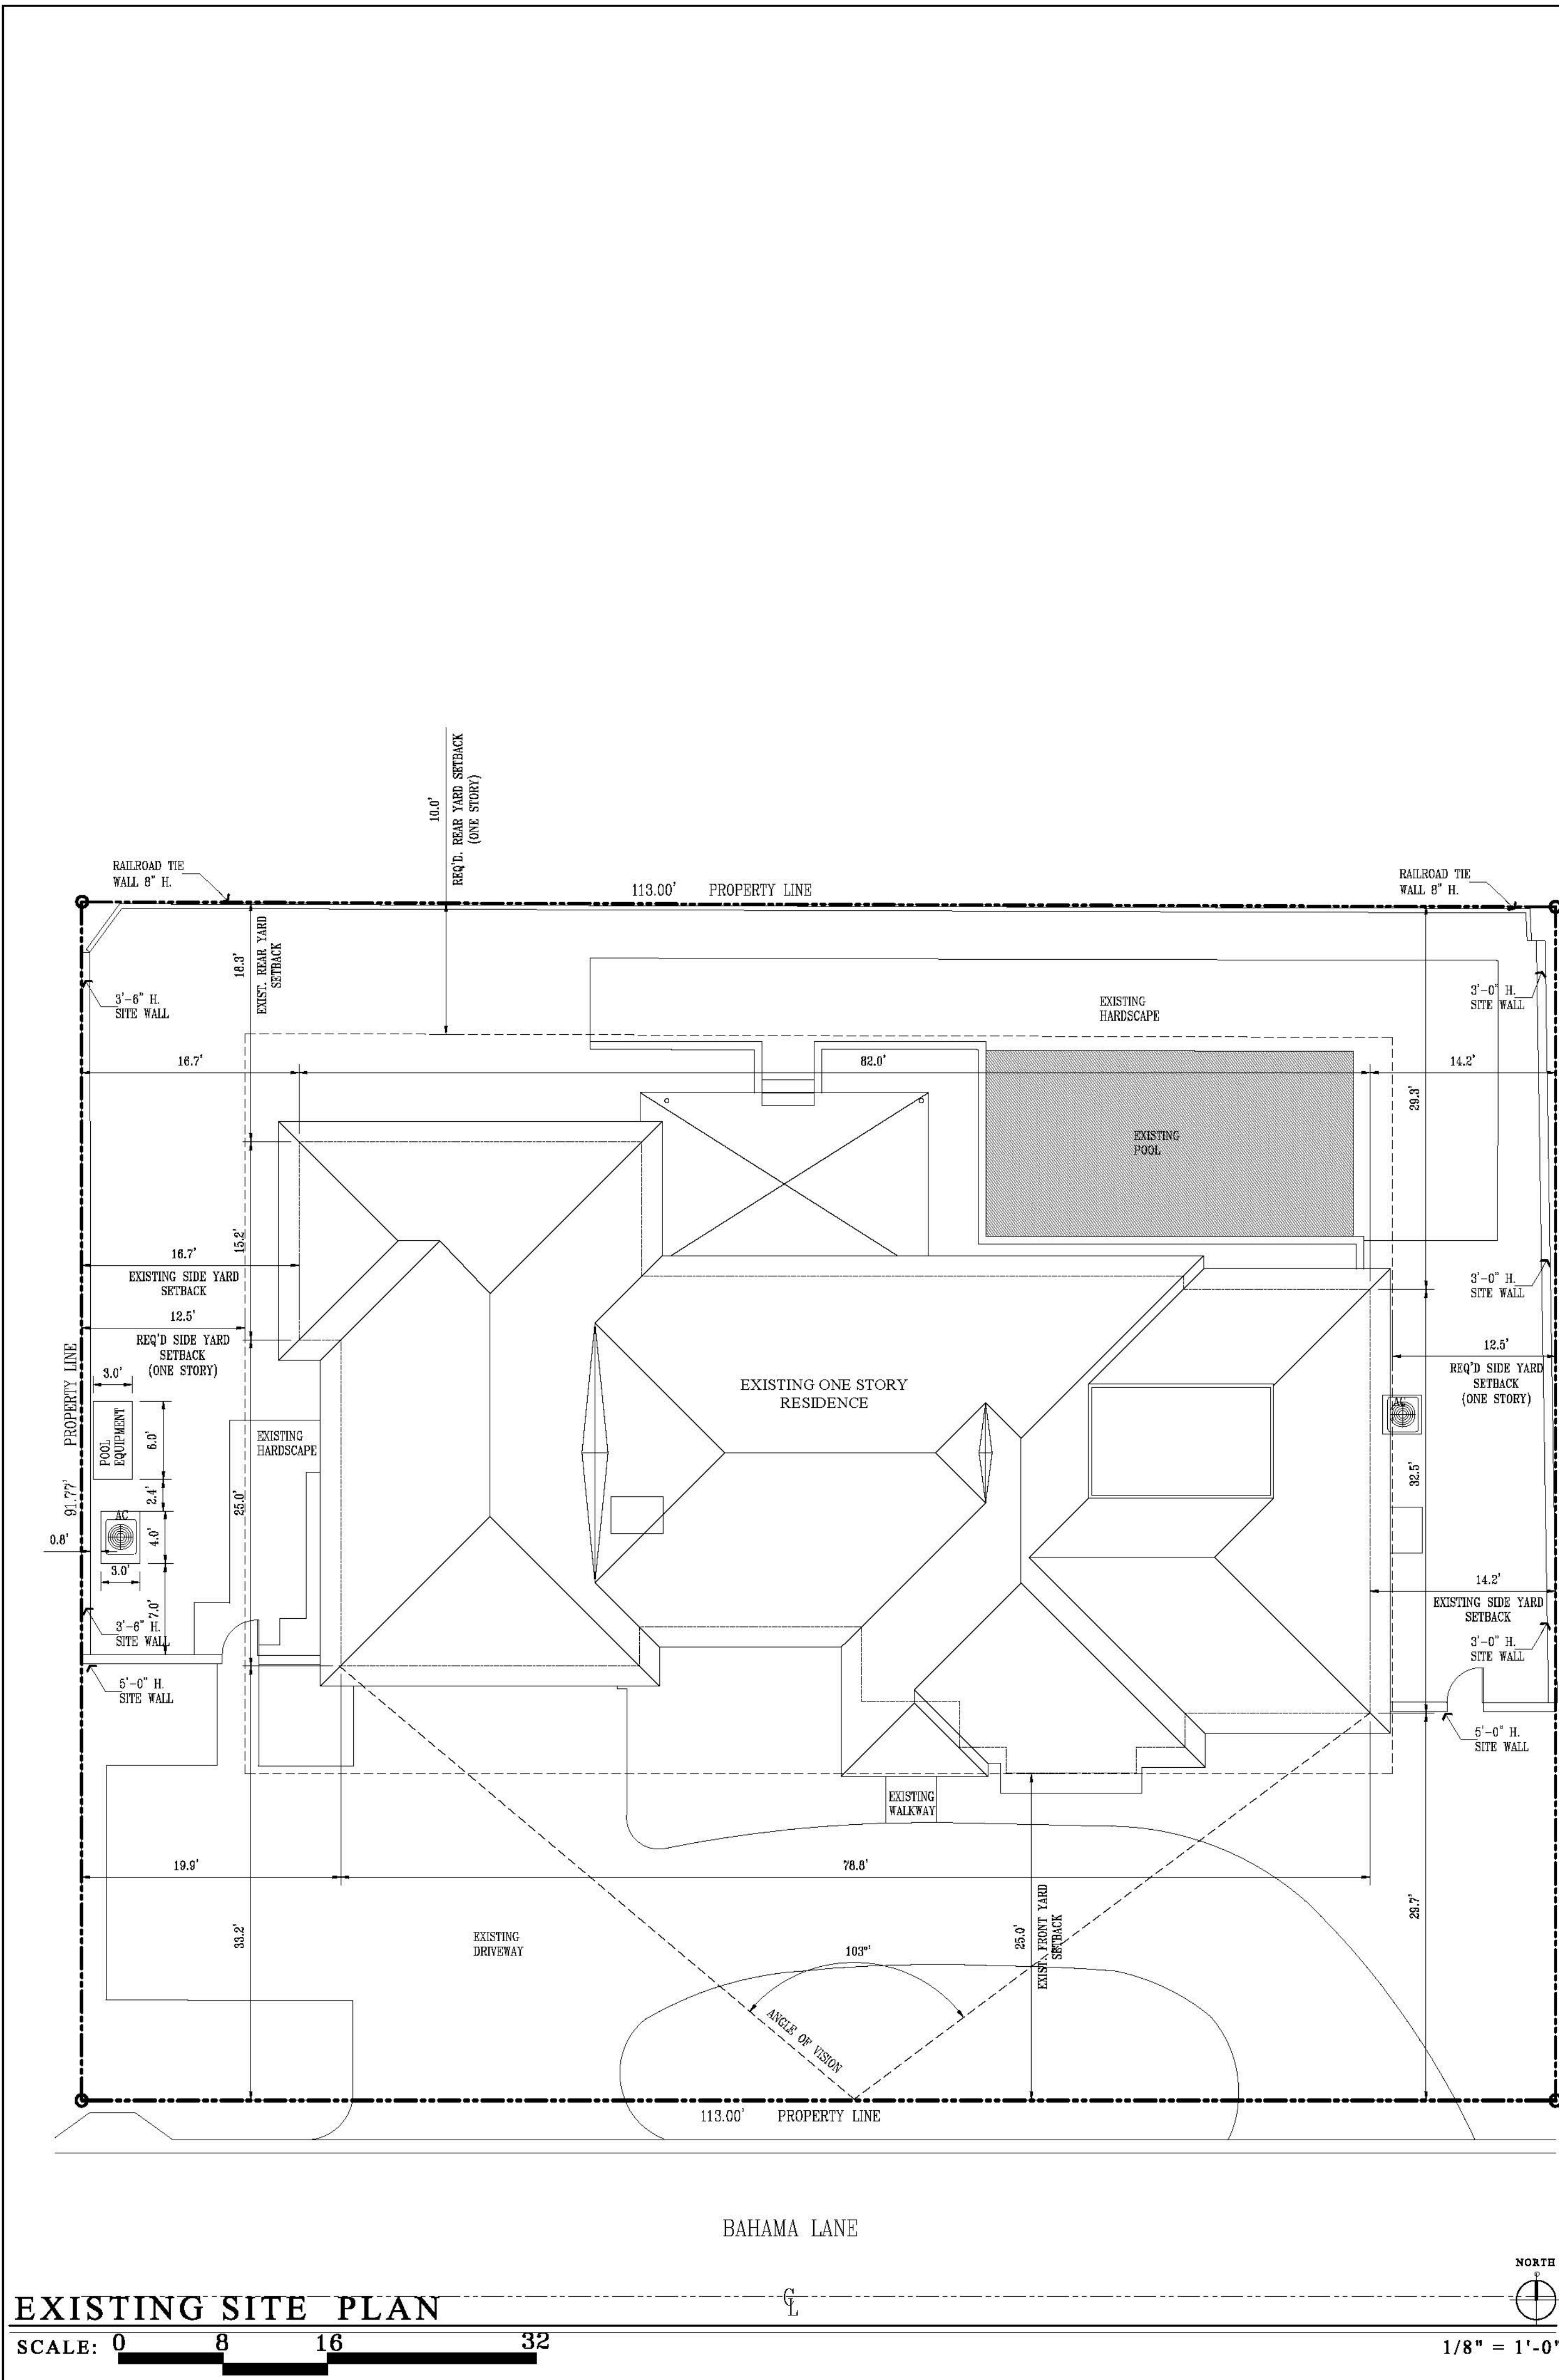 10.0'
REQ'D. REAR YARD SETBACK
(ONE STORY)
RAILROAD TIE
WALL 8" H.
113.00' PROPERTY LINE
RAILROAD TIE
WALL 8" H.
18.3'
EXIST. REAR YARD
SETBACK
3'-6" H.
SITE WALL
EXISTING
HARDSCAPE
3'-0" H.
SITE WALL
16.7'
82.0'
14.2'
29.3'
EXISTING
POOL
15.2'
16.7'
EXISTING SIDE YARD
SETBACK
3'-0" H.
SITE WALL
12.5'
REQ'D SIDE YARD
SETBACK
(ONE STORY)
12.5'
REQ'D SIDE YARD
SETBACK
(ONE STORY)
PROPERTY LINE
91.77'
3.0'
POOL
EQUIPMENT
6.0'
EXISTING
HARDSCAPE
EXISTING ONE STORY
RESIDENCE
AC
2.4'
25.0'
32.5'
AC
0.8'
4.0'
3.0'
7.0'
14.2'
EXISTING SIDE YARD
SETBACK
3'-6" H.
SITE WALL
3'-0" H.
SITE WALL
5'-0" H.
SITE WALL
5'-0" H.
SITE WALL
EXISTING
WALKWAY
19.9'
78.8'
33.2'
EXISTING
DRIVEWAY
103°'
25.0'
EXIST. FRONT YARD
SETBACK
29.7'
ANGLE OF VISION
113.00' PROPERTY LINE
BAHAMA LANE
NORTH
CL
EXISTING SITE PLAN
SCALE: 0 8 16 32
1/8" = 1'-0"